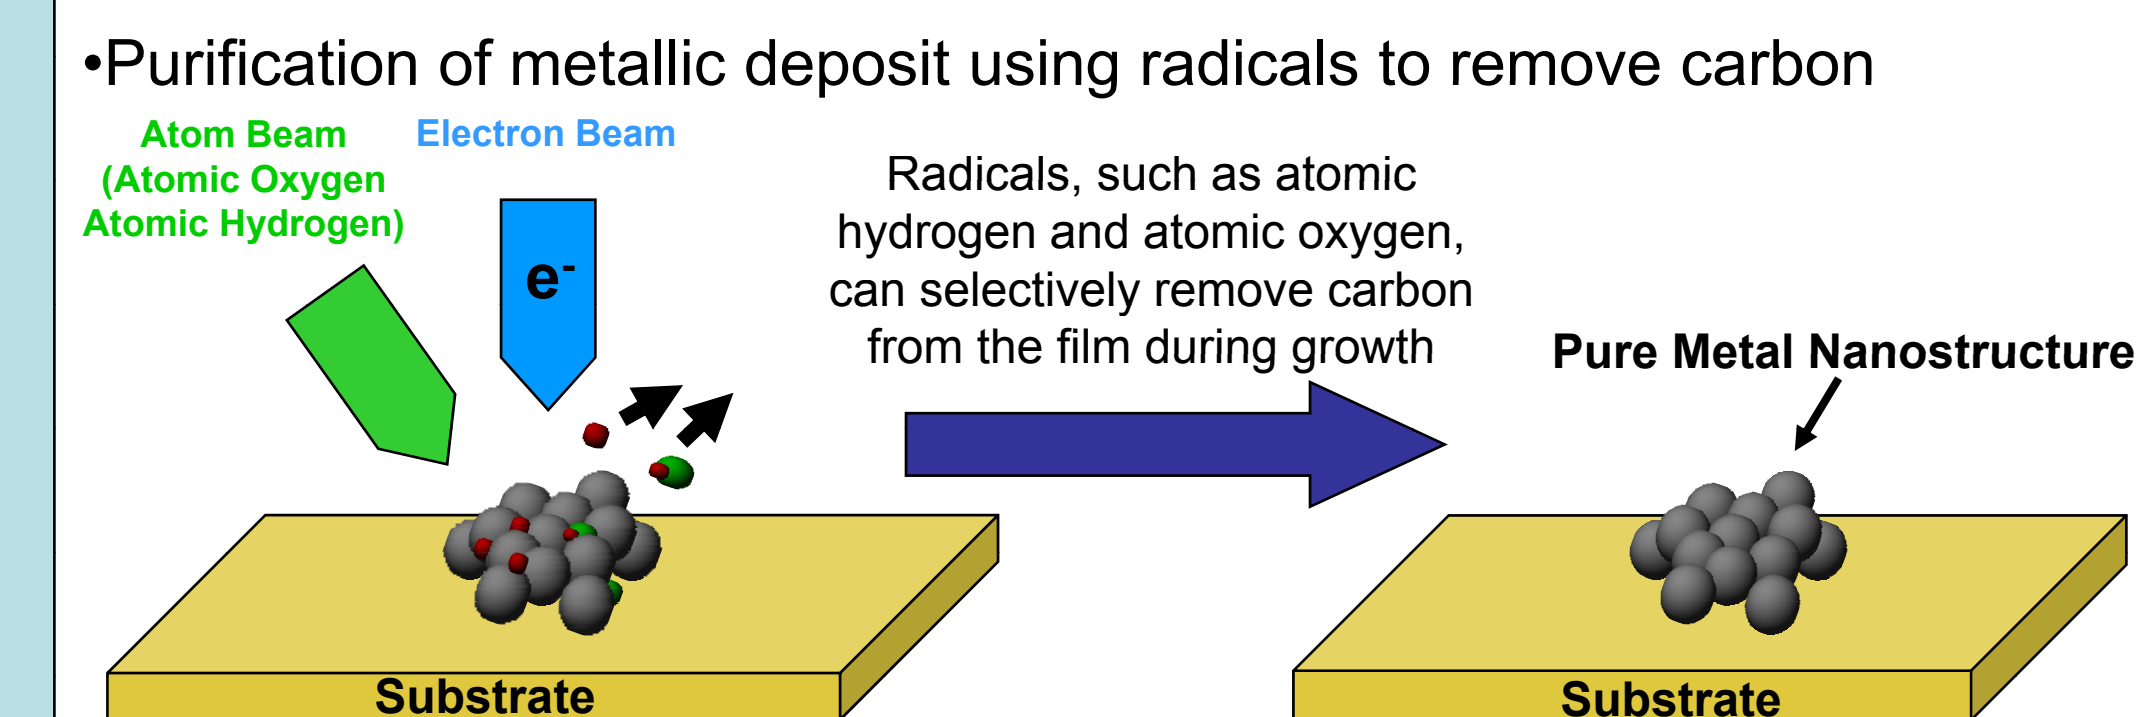 •Purification of metallic deposit using radicals to remove carbon
Atom Beam
(Atomic Oxygen
Atomic Hydrogen)
Electron Beam
e-
Radicals, such as atomic
hydrogen and atomic oxygen,
can selectively remove carbon
from the film during growth
Pure Metal Nanostructure
Substrate
Substrate